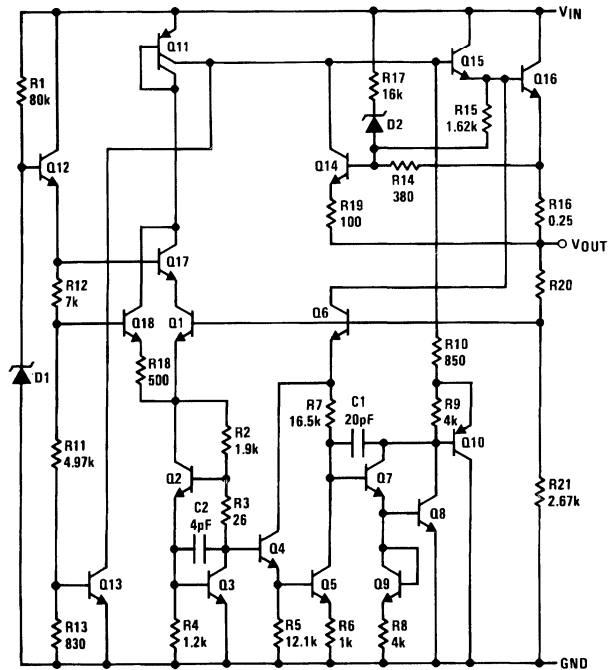 VIN
Q11
Q15
Q16
R1
80k
R17
16k
R15
1.62k
D2
Q12
Q14
R14
380
R16
0.25
R19
100
VOUT
Q17
R12
7k
Q18
Q1
Q6
R20
R10
850
R18
500
D1
C1
20pF
R7
16.5k
R9
4k
R2
1.9k
Q10
R11
4.97k
Q2
Q7
R21
2.67k
R3
26
C2
4pF
Q8
Q4
Q13
Q3
Q5
Q9
R13
830
R4
1.2k
R5
12.1k
R6
1k
R8
4k
GND